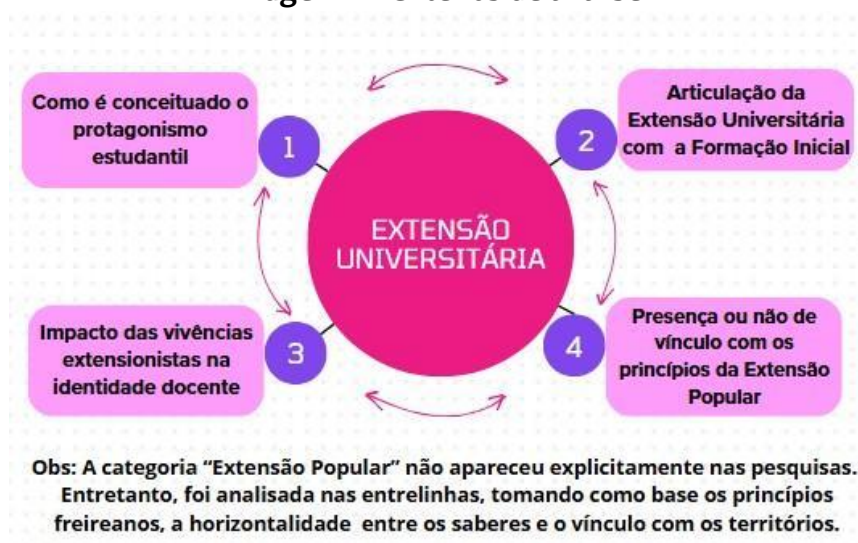 Como é conceituado o
protagonismo
estudantil
1
2
Articulação da
Extensão Universitária
com a Formação Inicial
EXTENSÃO
UNIVERSITÁRIA
Impacto das vivências
extensionistas na
identidade docente
3
4
Presença ou não de
vínculo com os
princípios da Extensão
Popular
Obs: A categoria “Extensão Popular” não apareceu explicitamente nas pesquisas.
Entretanto, foi analisada nas entrelinhas, tomando como base os princípios
freireanos, a horizontalidade entre os saberes e o vínculo com os territórios.